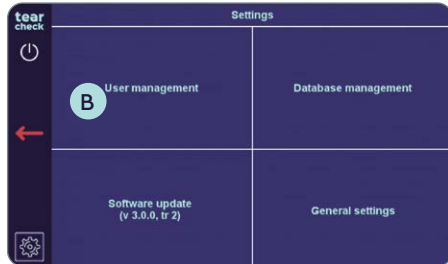 tear
check
Settings
B
User management
Database management
Software update
(v 3.0.0, tr 2)
General settings